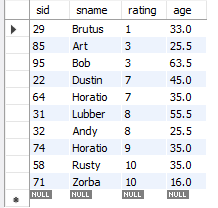 sid sname rating age
29 Brutus 1 33.0
85 Art 3 25.5
95 Bob 3 63.5
22 Dustin 7 45.0
64 Horatio 7 35.0
31 Lubber 8 55.5
32 Andy 8 25.5
74 Horatio 9 35.0
58 Rusty 10 35.0
71 Zorba 10 16.0
NULL NULL NULL NULL